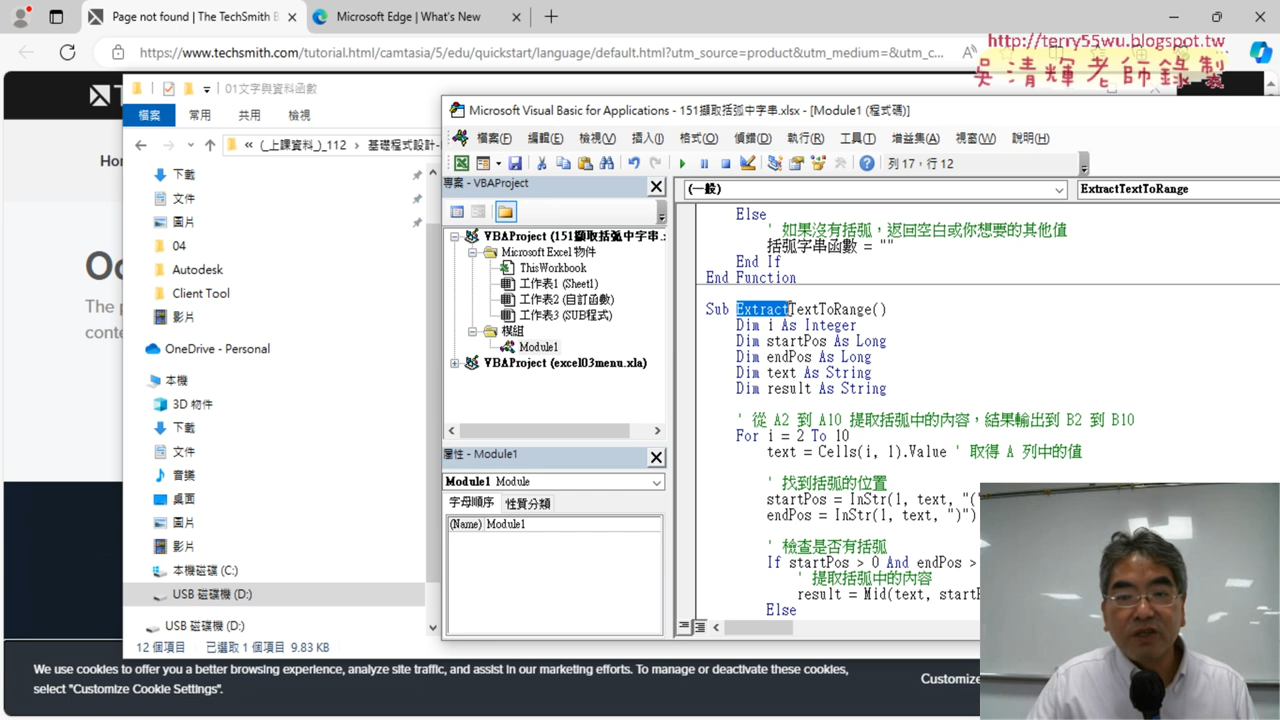 Page not found | The TechSmith B
Microsoft Edge | What's New
https://www.techsmith.com/tutorial.html/camtasia/5/edu/quickstart/language/default.html?utm_source=product&utm_medium=&utm_c...
http://terry55wu.blogspot.tw
吳清輝老師錄製
01文字與資料函數
檔案 常用 共用 檢視
« (_上課資料_)_112 › 基礎程式設計-
下載
文件
圖片
04
Autodesk
Client Tool
影片
OneDrive - Personal
本機
3D 物件
下載
文件
音樂
桌面
圖片
影片
本機磁碟 (C:)
USB 磁碟機 (D:)
USB 磁碟機 (D:)
12 個項目 已選取 1 個項目 9.83 KB
Microsoft Visual Basic for Applications - 151擷取括弧中字串.xlsx - [Module1 (程式碼)]
檔案(F) 編輯(E) 檢視(V) 插入(I) 格式(O) 偵錯(D) 執行(R) 工具(T) 增益集(A) 視窗(W) 說明(H)
列 17，行 12
專案 - VBAProject
VBAProject (151擷取括弧中字串.x
Microsoft Excel 物件
ThisWorkbook
工作表1 (Sheet1)
工作表2 (自訂函數)
工作表3 (SUB程式)
模組
Module1
VBAProject (excel03menu.xla)
屬性 - Module1
Module1 Module
字母順序 性質分類
(Name) Module1
(一般) ExtractTextToRange
Else
' 如果沒有括弧，返回空白或你想要的其他值
括弧字串函數 = ""
End If
End Function
Sub ExtractTextToRange()
Dim i As Integer
Dim startPos As Long
Dim endPos As Long
Dim text As String
Dim result As String
' 從 A2 到 A10 提取括弧中的內容，結果輸出到 B2 到 B10
For i = 2 To 10
text = Cells(i, 1).Value ' 取得 A 列中的值
' 找到括弧的位置
startPos = InStr(1, text, "("
endPos = InStr(1, text, ")")
' 檢查是否有括弧
If startPos > 0 And endPos >
' 提取括弧中的內容
result = Mid(text, startP
Else
We use cookies to offer you a better browsing experience, analyze site traffic, and assist in our marketing efforts. To manage or deactivate these cookies,
select "Customize Cookie Settings".
Customize